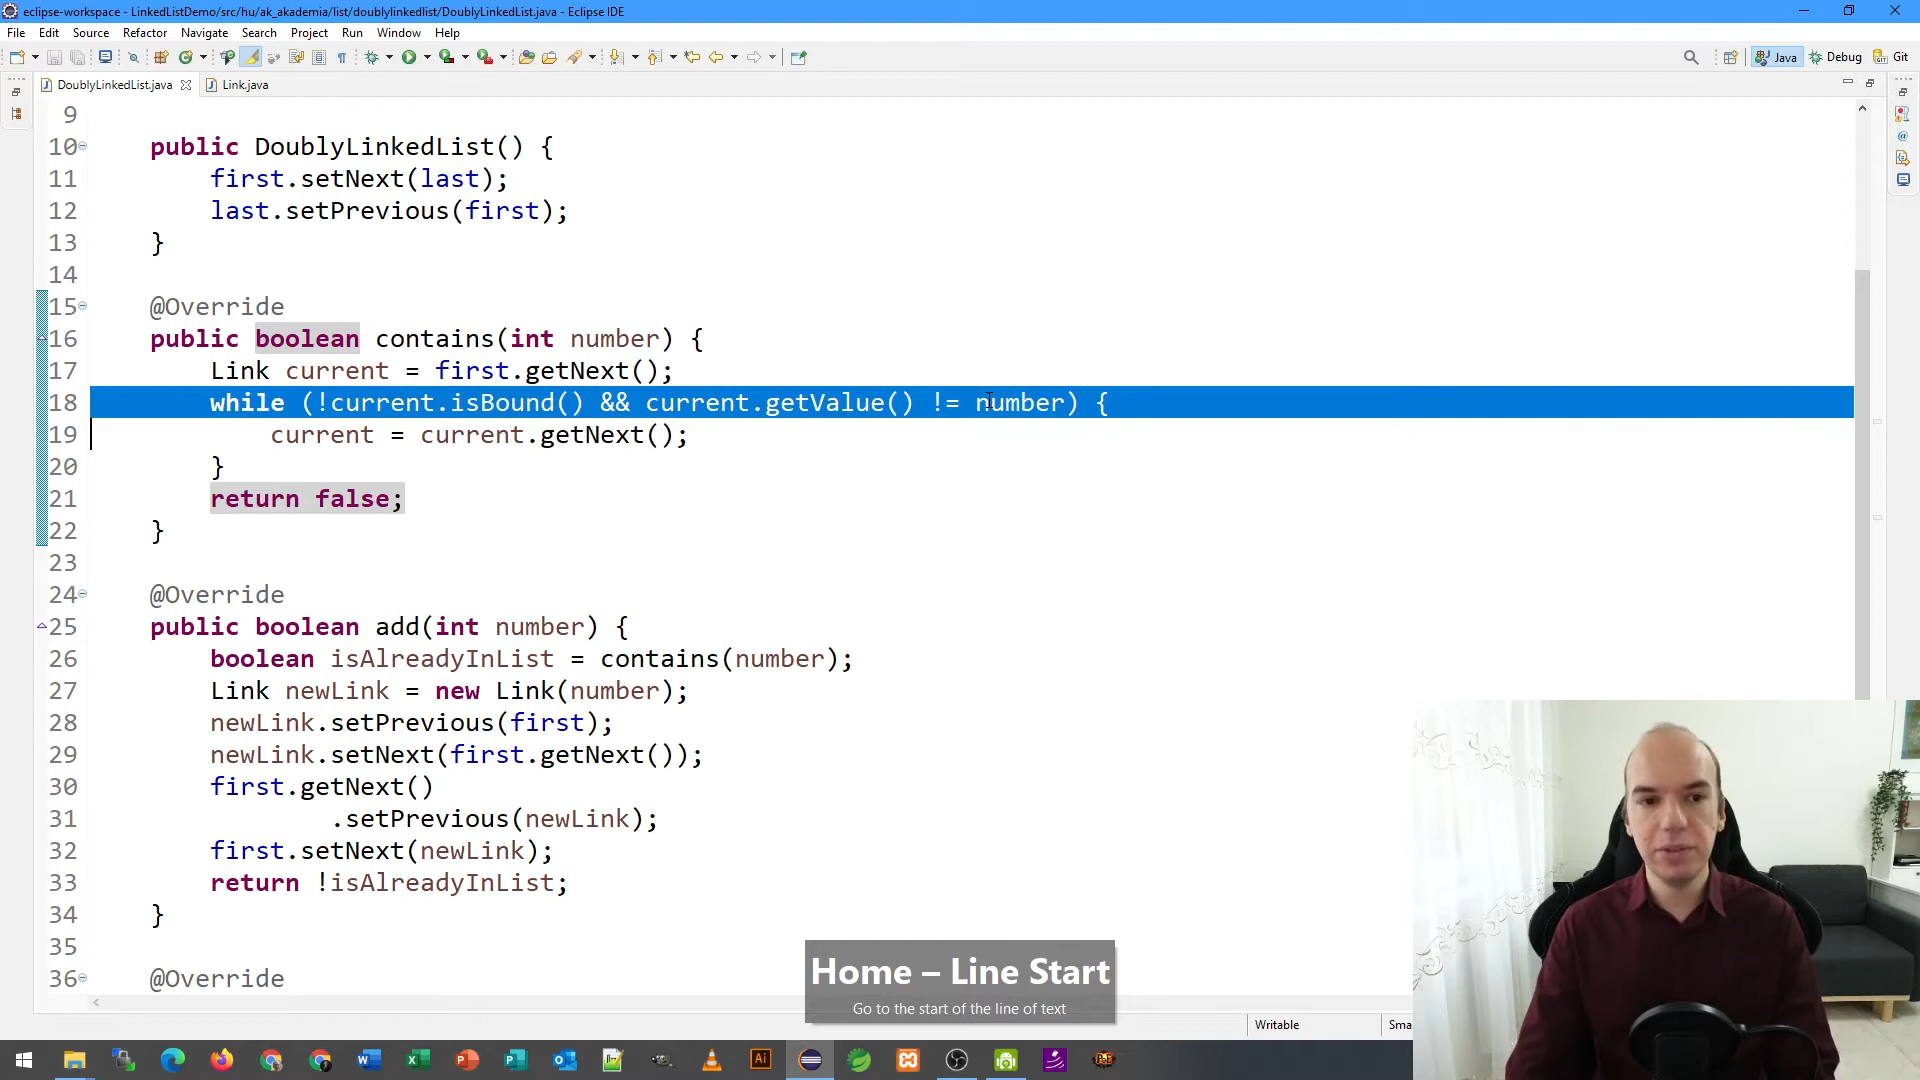 eclipse-workspace - LinkedListDemo/src/hu/ak_akademia/list/doublylinkedlist/DoublyLinkedList.java - Eclipse IDE
File Edit Source Refactor Navigate Search Project Run Window Help
Java Debug Git
DoublyLinkedList.java Link.java
9
10 public DoublyLinkedList() {
11 first.setNext(last);
12 last.setPrevious(first);
13 }
14
15 @Override
16 public boolean contains(int number) {
17 Link current = first.getNext();
18 while (!current.isBound() && current.getValue() != number) {
19 current = current.getNext();
20 }
21 return false;
22 }
23
24 @Override
25 public boolean add(int number) {
26 boolean isAlreadyInList = contains(number);
27 Link newLink = new Link(number);
28 newLink.setPrevious(first);
29 newLink.setNext(first.getNext());
30 first.getNext()
31 .setPrevious(newLink);
32 first.setNext(newLink);
33 return !isAlreadyInList;
34 }
35
36 @Override
Home – Line Start
Go to the start of the line of text
Writable Sma